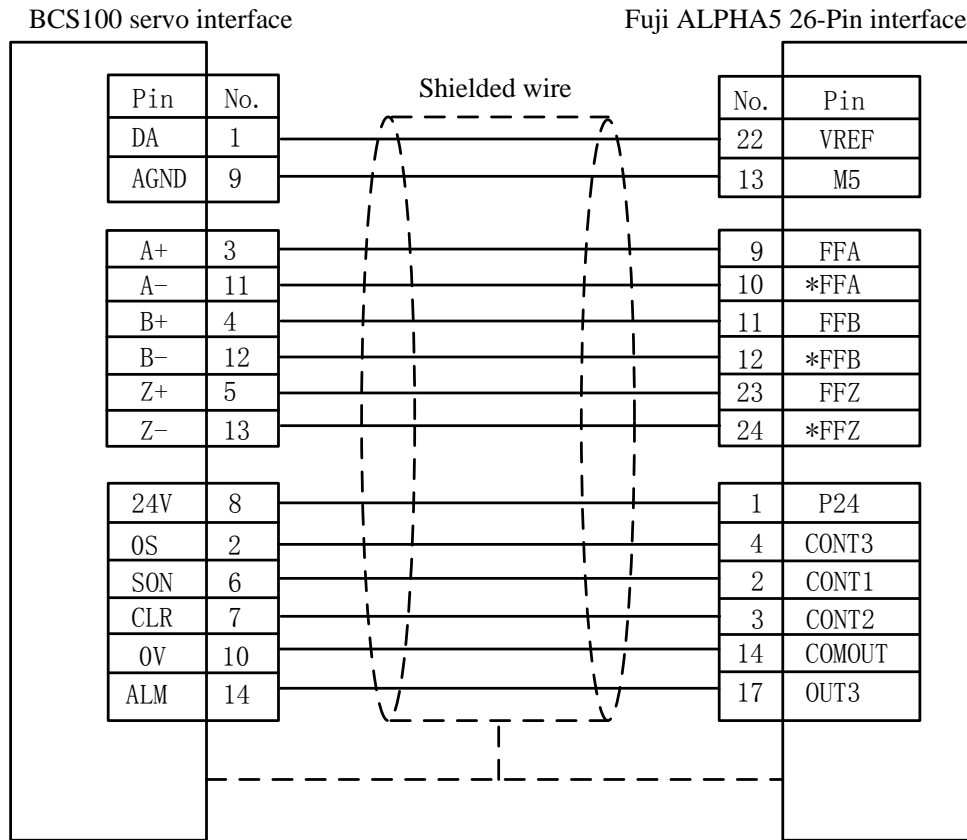 BCS100 servo interface Fuji ALPHA5 26-Pin interface
Shielded wire
Pin No. No. Pin
DA 1 22 VREF
AGND 9 13 M5
A+ 3 9 FFA
A- 11 10 *FFA
B+ 4 11 FFB
B- 12 12 *FFB
Z+ 5 23 FFZ
Z- 13 24 *FFZ
24V 8 1 P24
0S 2 4 CONT3
SON 6 2 CONT1
CLR 7 3 CONT2
0V 10 14 COMOUT
ALM 14 17 OUT3